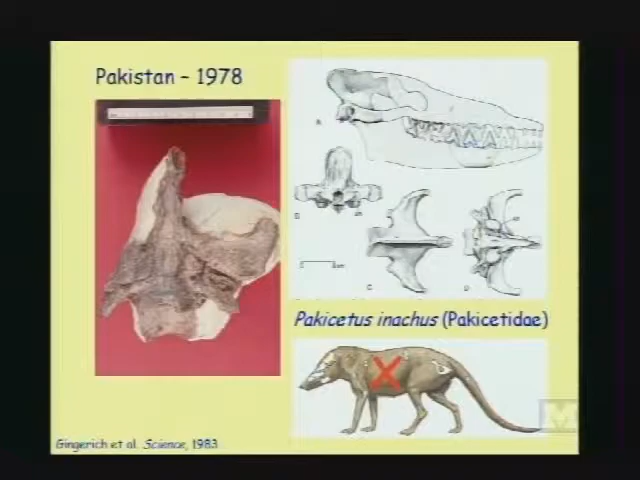 Pakistan - 1978
A
B
C
D
Pakicetus inachus (Pakicetidae)
Gingerich et al. Science, 1983
M